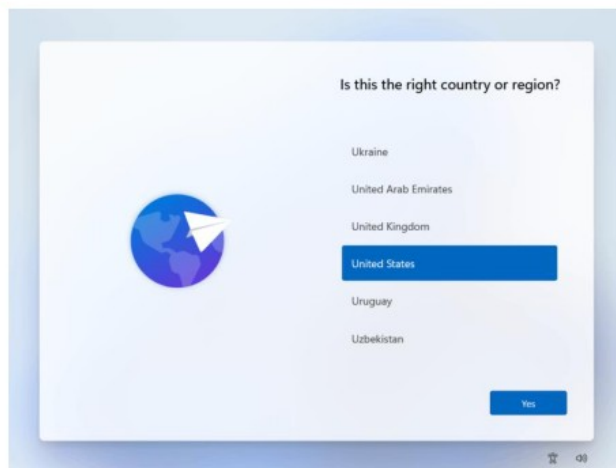 Is this the right country or region?
Ukraine
United Arab Emirates
United Kingdom
United States
Uruguay
Uzbekistan
Yes